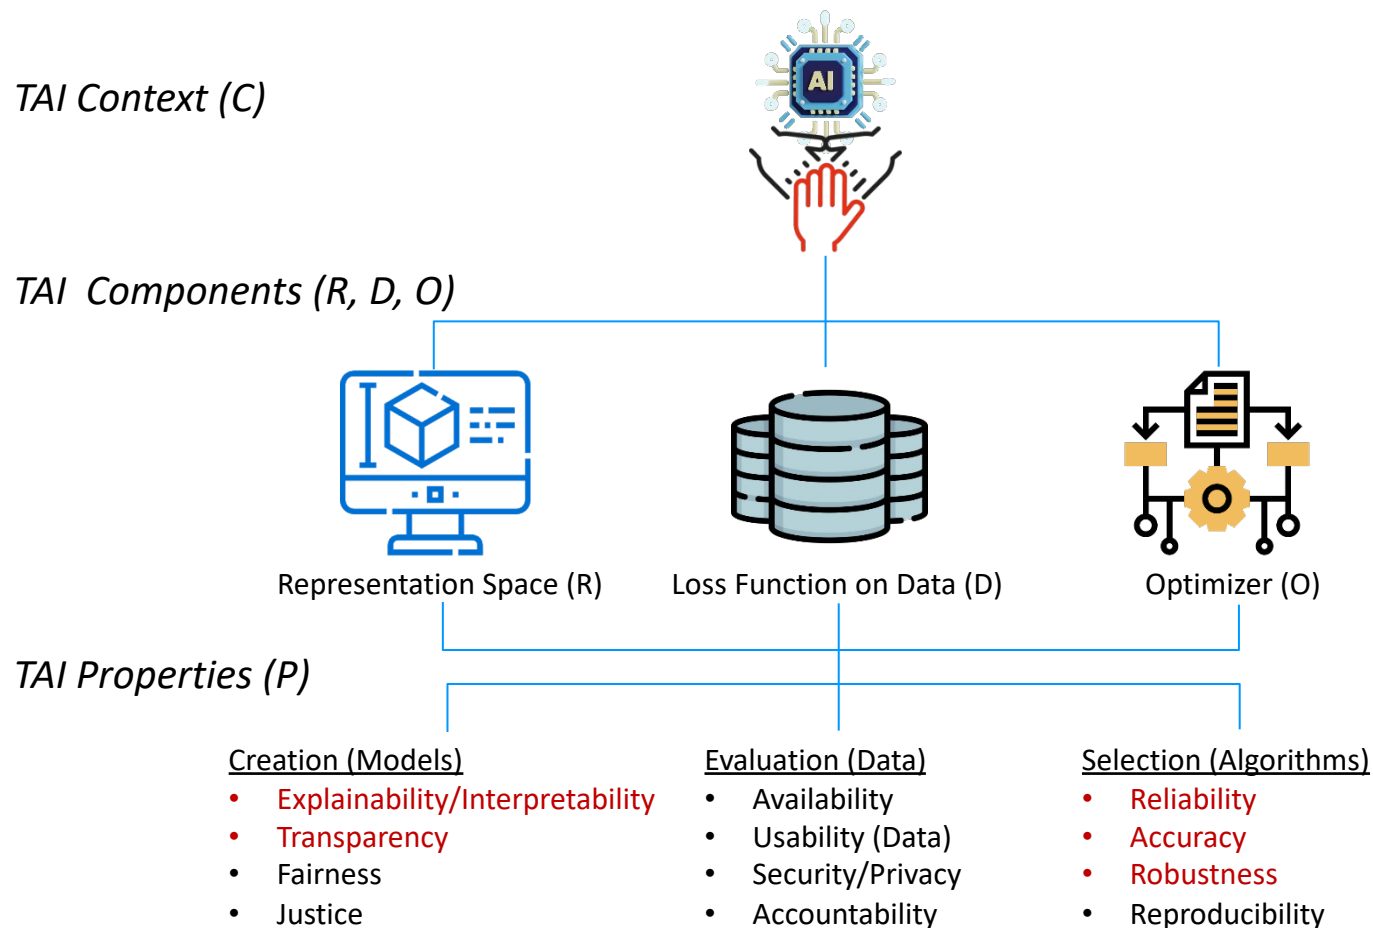 AI
TAI Context (C)
TAI Components (R, D, O)
Representation Space (R)
Loss Function on Data (D)
Optimizer (O)
TAI Properties (P)
Creation (Models)
• Explainability/Interpretability
• Transparency
• Fairness
• Justice
Evaluation (Data)
• Availability
• Usability (Data)
• Security/Privacy
• Accountability
Selection (Algorithms)
• Reliability
• Accuracy
• Robustness
• Reproducibility